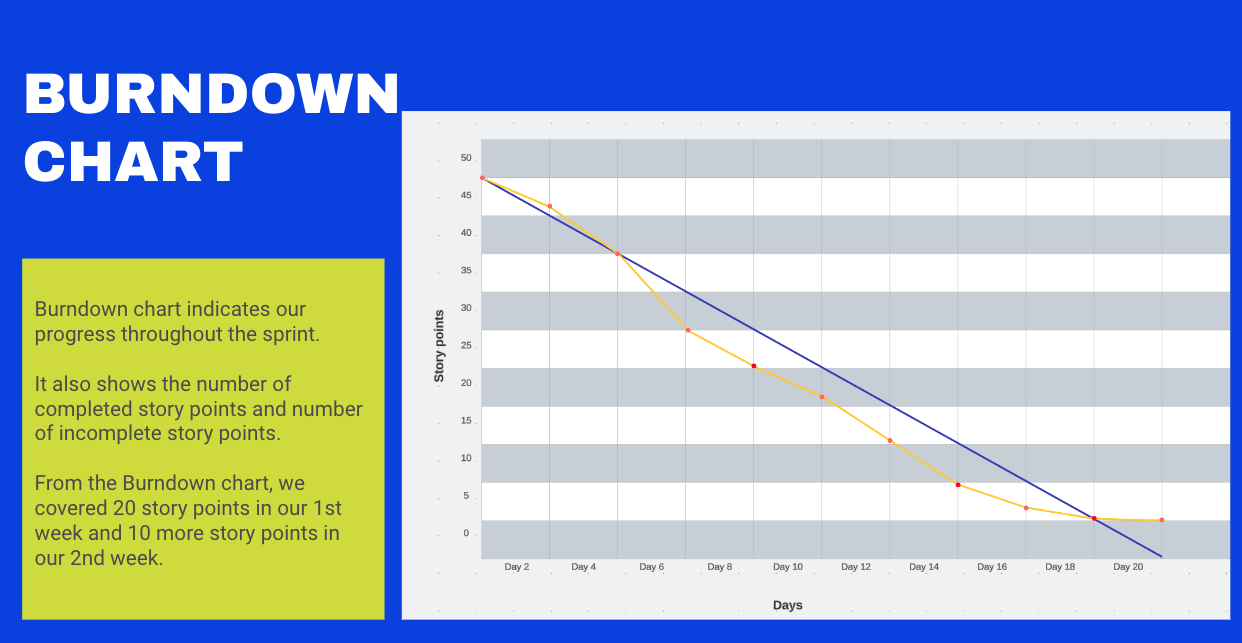 BURNDOWN
CHART
Burndown chart indicates our
progress throughout the sprint.
It also shows the number of
completed story points and number
of incomplete story points.
From the Burndown chart, we
covered 20 story points in our 1st
week and 10 more story points in
our 2nd week.
Story points
50
45
40
35
30
25
20
15
10
5
0
Day 2 Day 4 Day 6 Day 8 Day 10 Day 12 Day 14 Day 16 Day 18 Day 20
Days